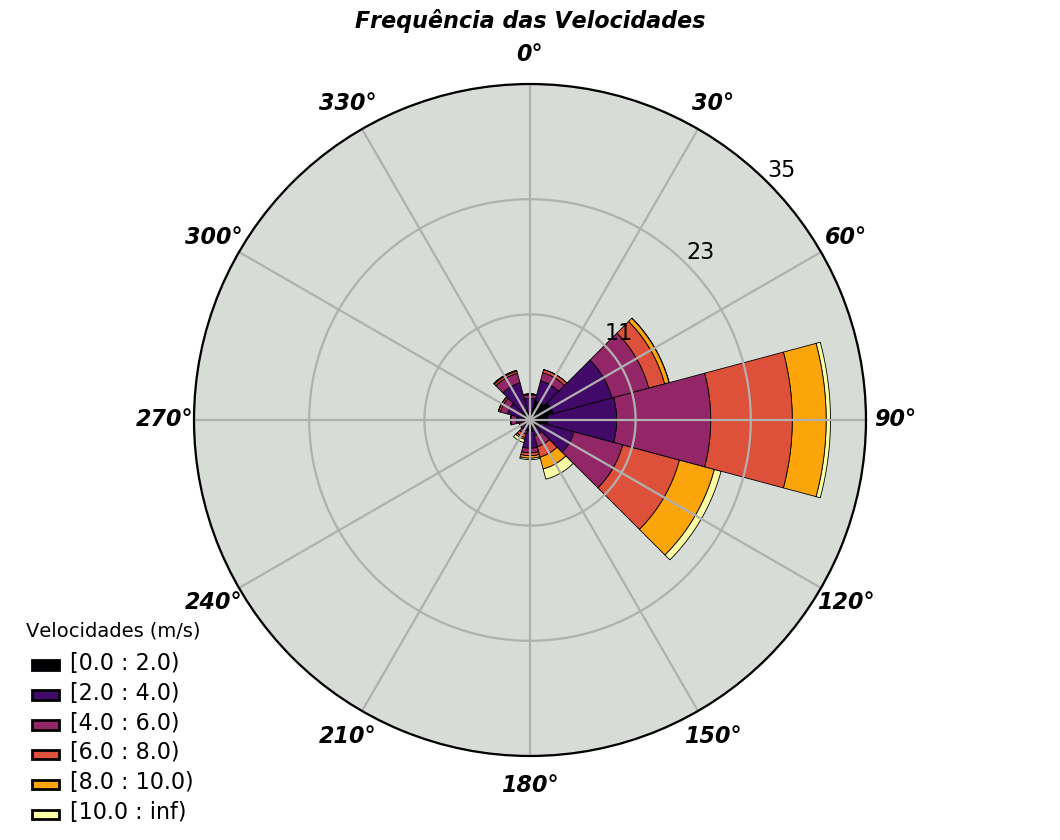 Frequência das Velocidades
0°
330°
30°
35
300°
60°
23
11
270°
90°
240°
120°
210°
150°
180°
Velocidades (m/s)
[0.0 : 2.0)
[2.0 : 4.0)
[4.0 : 6.0)
[6.0 : 8.0)
[8.0 : 10.0)
[10.0 : inf)